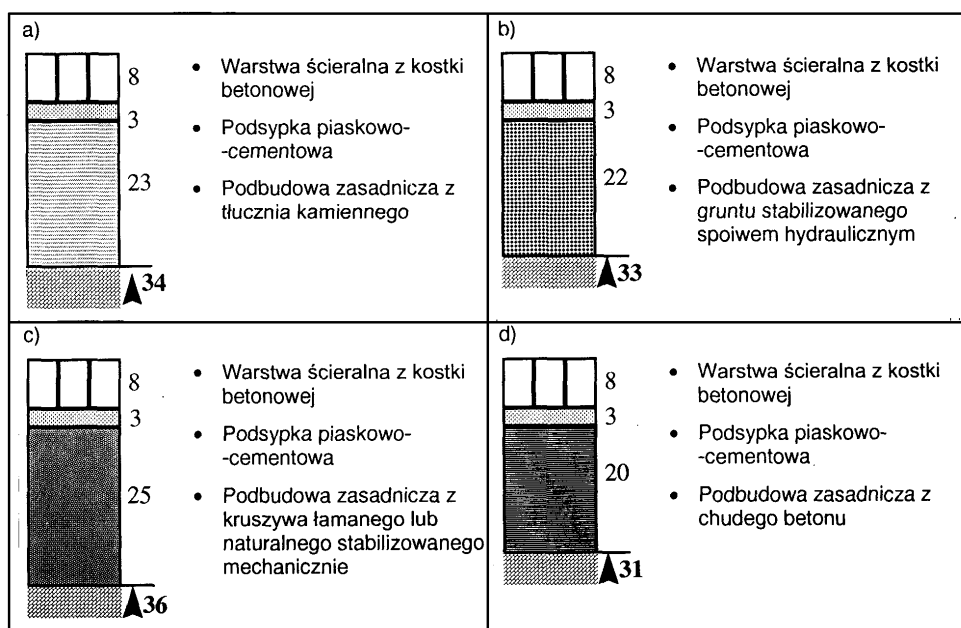 a)
8
3
23
34
• Warstwa ścieralna z kostki
betonowej
• Podsypka piaskowo-
-cementowa
• Podbudowa zasadnicza z
tłucznia kamiennego
b)
8
3
22
33
• Warstwa ścieralna z kostki
betonowej
• Podsypka piaskowo-
-cementowa
• Podbudowa zasadnicza z
gruntu stabilizowanego
spoiwem hydraulicznym
c)
8
3
25
36
• Warstwa ścieralna z kostki
betonowej
• Podsypka piaskowo-
-cementowa
• Podbudowa zasadnicza z
kruszywa łamanego lub
naturalnego stabilizowanego
mechanicznie
d)
8
3
20
31
• Warstwa ścieralna z kostki
betonowej
• Podsypka piaskowo-
-cementowa
• Podbudowa zasadnicza z
chudego betonu